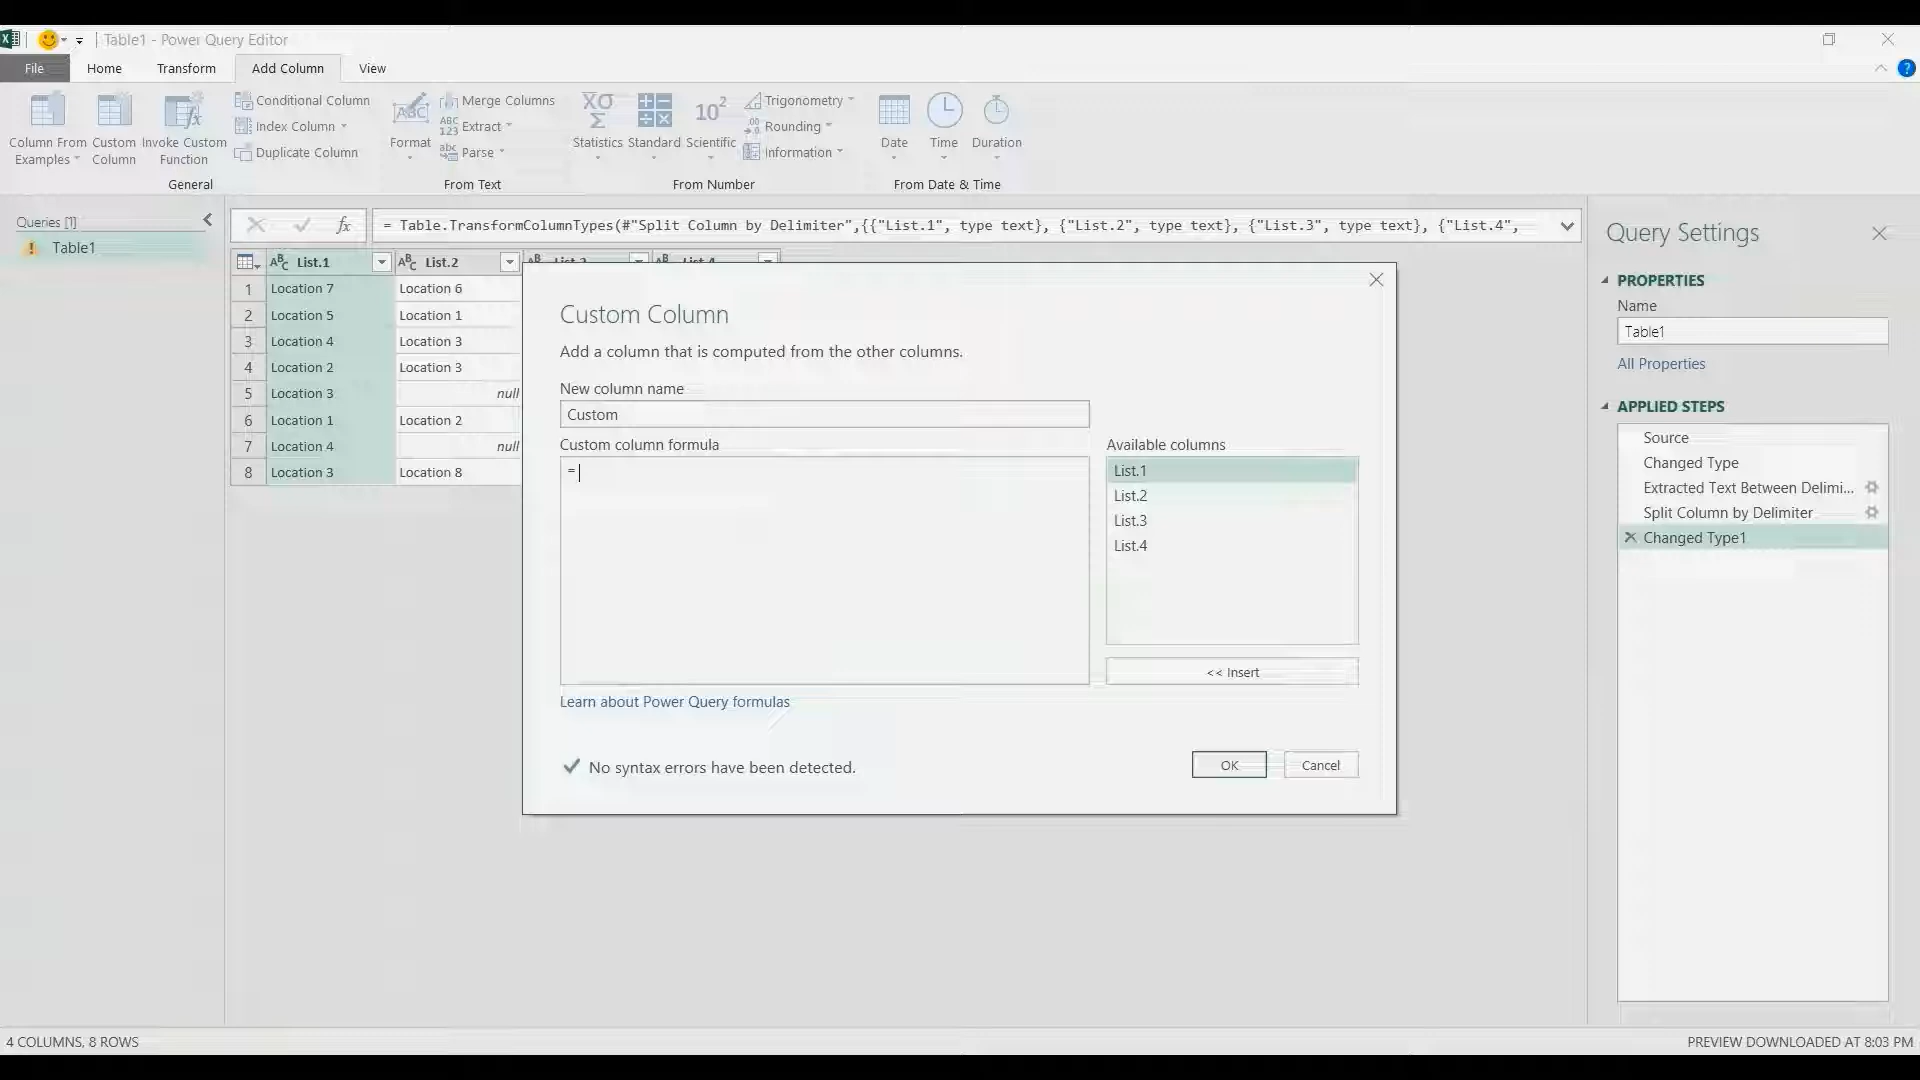 Table1 - Power Query Editor
File Home Transform Add Column View
Column From Examples
Custom Column
Invoke Custom Function
Conditional Column
Index Column
Duplicate Column
General
Format
Merge Columns
ABC 123 Extract
abc Parse
From Text
Statistics
Standard
10² Scientific
Trigonometry
.00 Rounding
Information
From Number
Date
Time
Duration
From Date & Time
Queries [1]
Table1
fx
= Table.TransformColumnTypes(#"Split Column by Delimiter",{{"List.1", type text}, {"List.2", type text}, {"List.3", type text}, {"List.4",
ABC List.1 ABC List.2
1 Location 7 Location 6
2 Location 5 Location 1
3 Location 4 Location 3
4 Location 2 Location 3
5 Location 3 null
6 Location 1 Location 2
7 Location 4 null
8 Location 3 Location 8
Custom Column
Add a column that is computed from the other columns.
New column name
Custom
Custom column formula
=
Available columns
List.1
List.2
List.3
List.4
<< Insert
Learn about Power Query formulas
No syntax errors have been detected.
OK Cancel
Query Settings
PROPERTIES
Name
Table1
All Properties
APPLIED STEPS
Source
Changed Type
Extracted Text Between Delimi...
Split Column by Delimiter
Changed Type1
4 COLUMNS, 8 ROWS
PREVIEW DOWNLOADED AT 8:03 PM